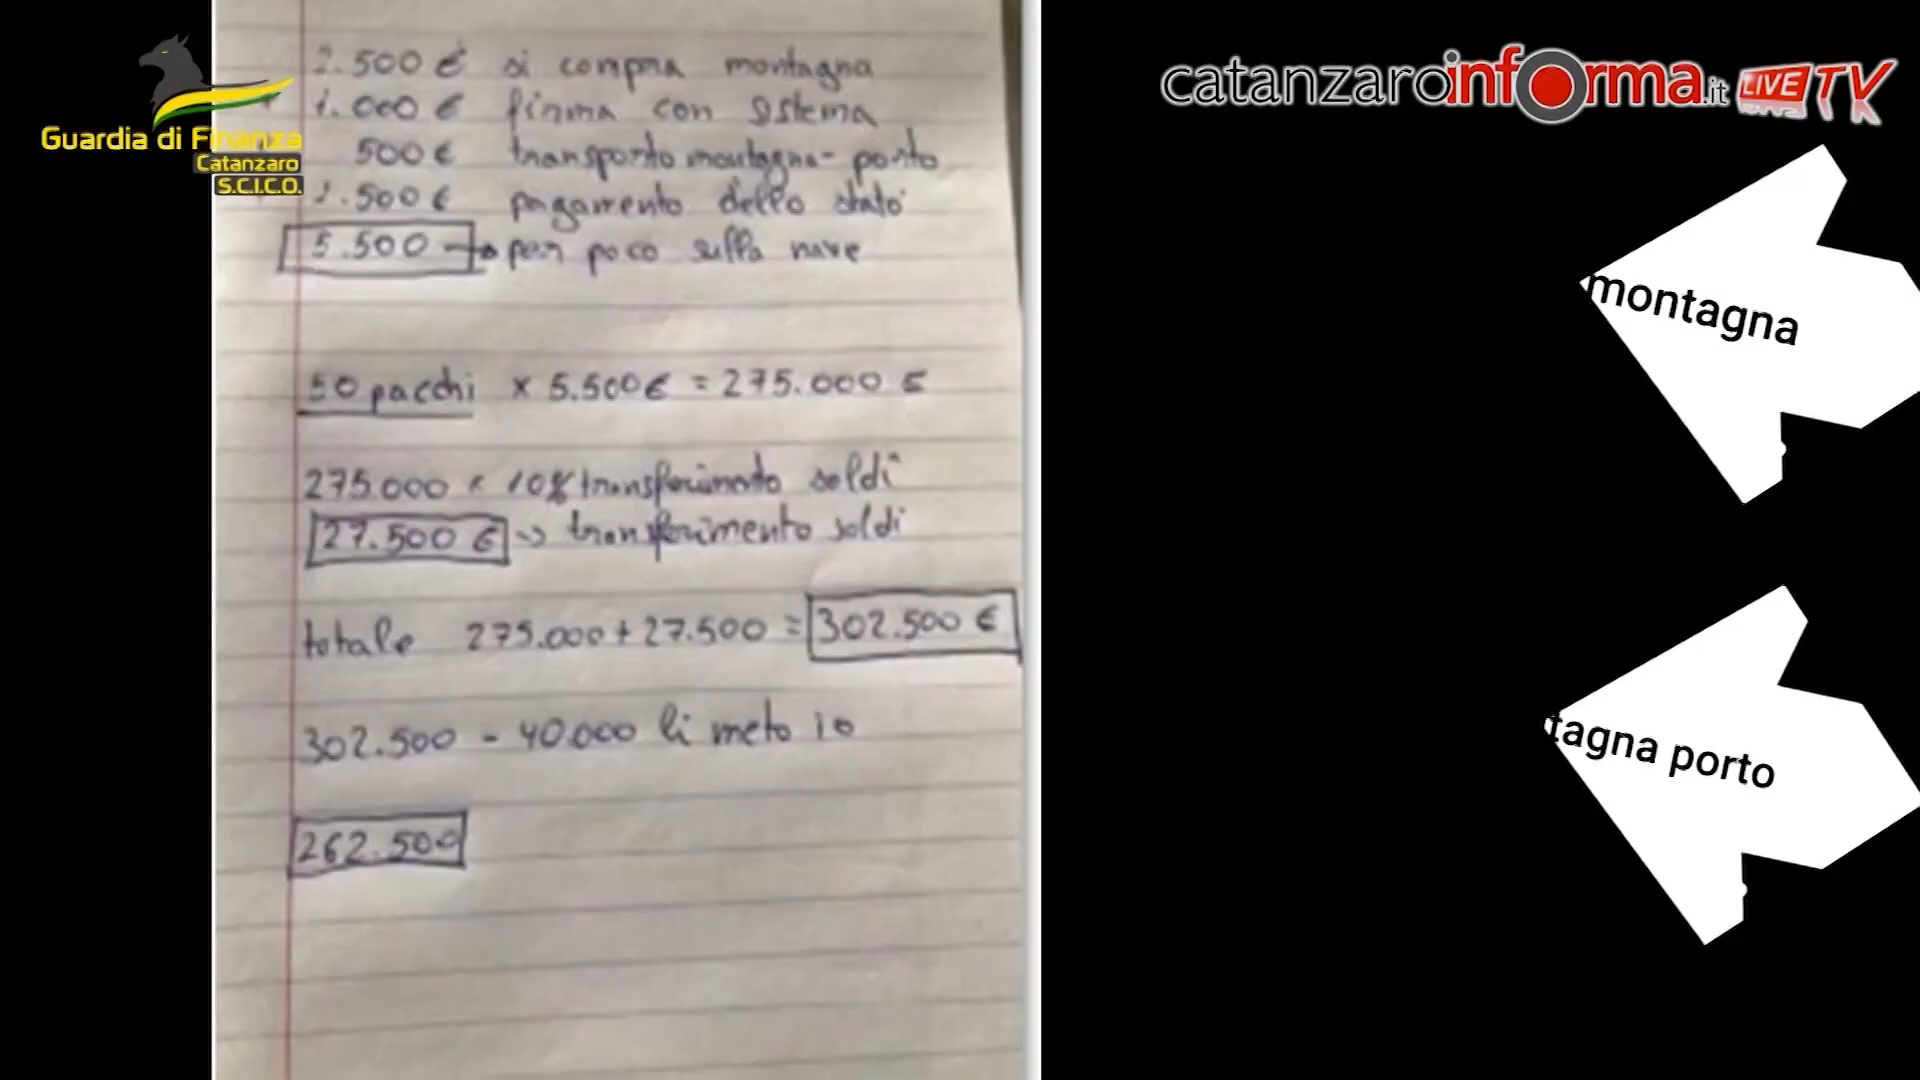 Guardia di Finanza
Catanzaro
S.C.I.C.O.
catanzaroinforma.it LIVE TV
2.500 € si compra montagna
+ 1.000 € firma con sistema
500 € transporto montagna - porto
1.500 € pagamento dello stato
5.500 → per poco sulla nave
50 pacchi x 5.500 € = 275.000 €
275.000 x 10% transferimento soldi
27.500 € => transferimento soldi
totale 275.000 + 27.500 = 302.500 €
302.500 - 40.000 li meto io
262.500
montagna
tagna porto